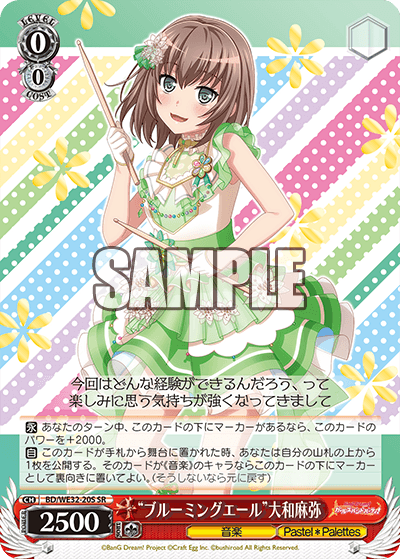 LEVEL
0
0
COST
SAMPLE
今回はどんな経験ができるんだろう、って
楽しみに思う気持ちが強くなってきまして
永 あなたのターン中、このカードの下にマーカーがあるなら、このカードの
パワーを+2000。
自 このカードが手札から舞台に置かれた時、あなたは自分の山札の上から
1枚を公開する。そのカードが《音楽》のキャラならこのカードの下にマーカー
として裏向きに置いてよい。(そうしないなら元に戻す)
CH BD/WE32-20S SR
2500
“ブルーミングエール”大和麻弥
音楽
Pastel＊Palettes
©BanG Dream! Project ©Craft Egg Inc. ©bushiroad All Rights Reserved.